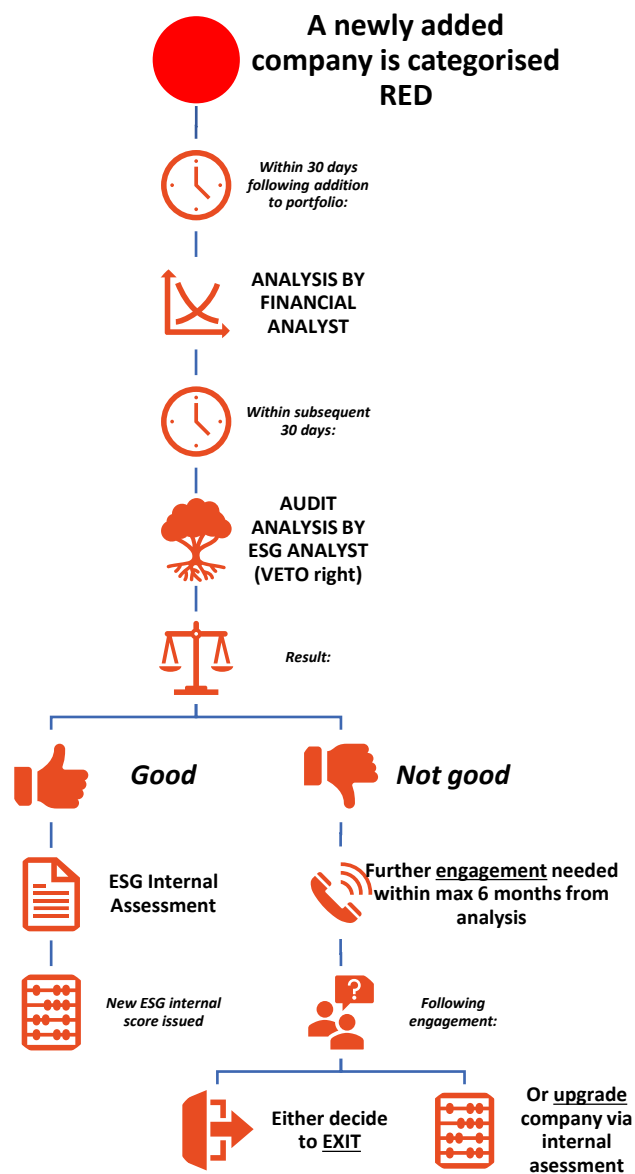 A newly added
company is categorised
RED
Within 30 days
following addition
to portfolio:
ANALYSIS BY
FINANCIAL
ANALYST
Within subsequent
30 days:
AUDIT
ANALYSIS BY
ESG ANALYST
(VETO right)
Result:
Good
Not good
ESG Internal
Assessment
Further engagement needed
within max 6 months from
analysis
New ESG internal
score issued
?
Following
engagement:
Either decide
to EXIT
Or upgrade
company via
internal
asessment